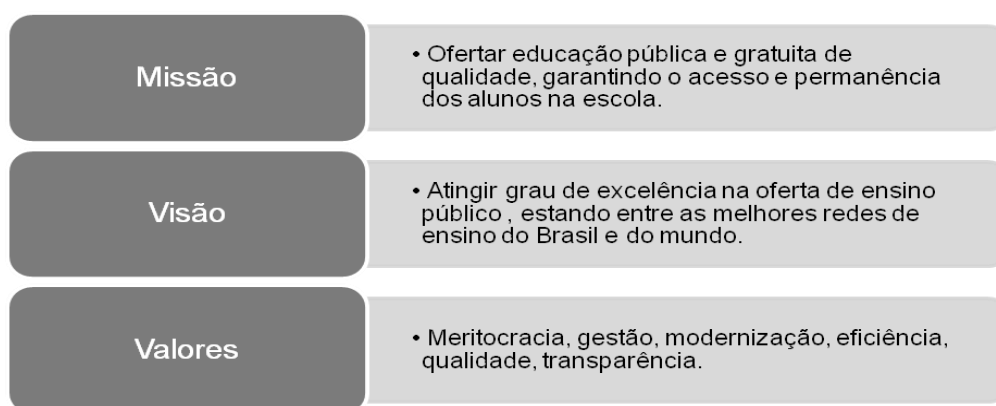 Missão
• Ofertar educação pública e gratuita de
qualidade, garantindo o acesso e permanência
dos alunos na escola.
Visão
• Atingir grau de excelência na oferta de ensino
público , estando entre as melhores redes de
ensino do Brasil e do mundo.
Valores
• Meritocracia, gestão, modernização, eficiência,
qualidade, transparência.